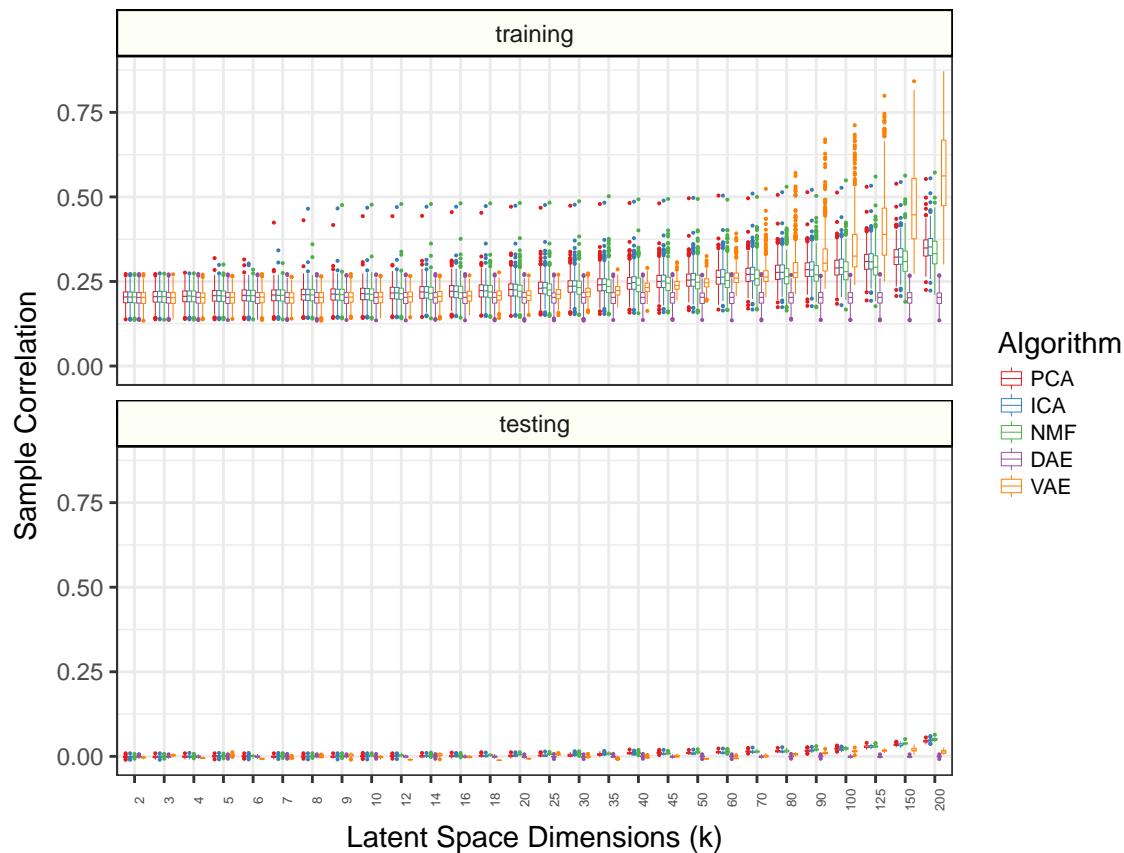 training
0.75
0.50
0.25
0.00
testing
0.75
0.50
0.25
0.00
Sample Correlation
2 3 4 5 6 7 8 9 10 12 14 16 18 20 25 30 35 40 45 50 60 70 80 90 100 125 150 200
Latent Space Dimensions (k)
Algorithm
PCA
ICA
NMF
DAE
VAE